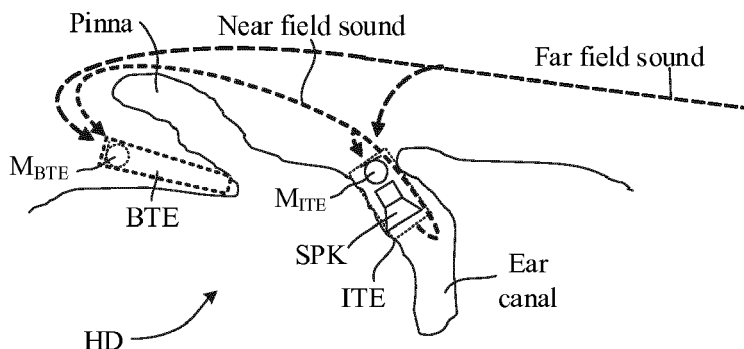 Pinna
Near field sound
Far field sound
M_BTE
BTE
M_ITE
SPK
ITE
Ear
canal
HD